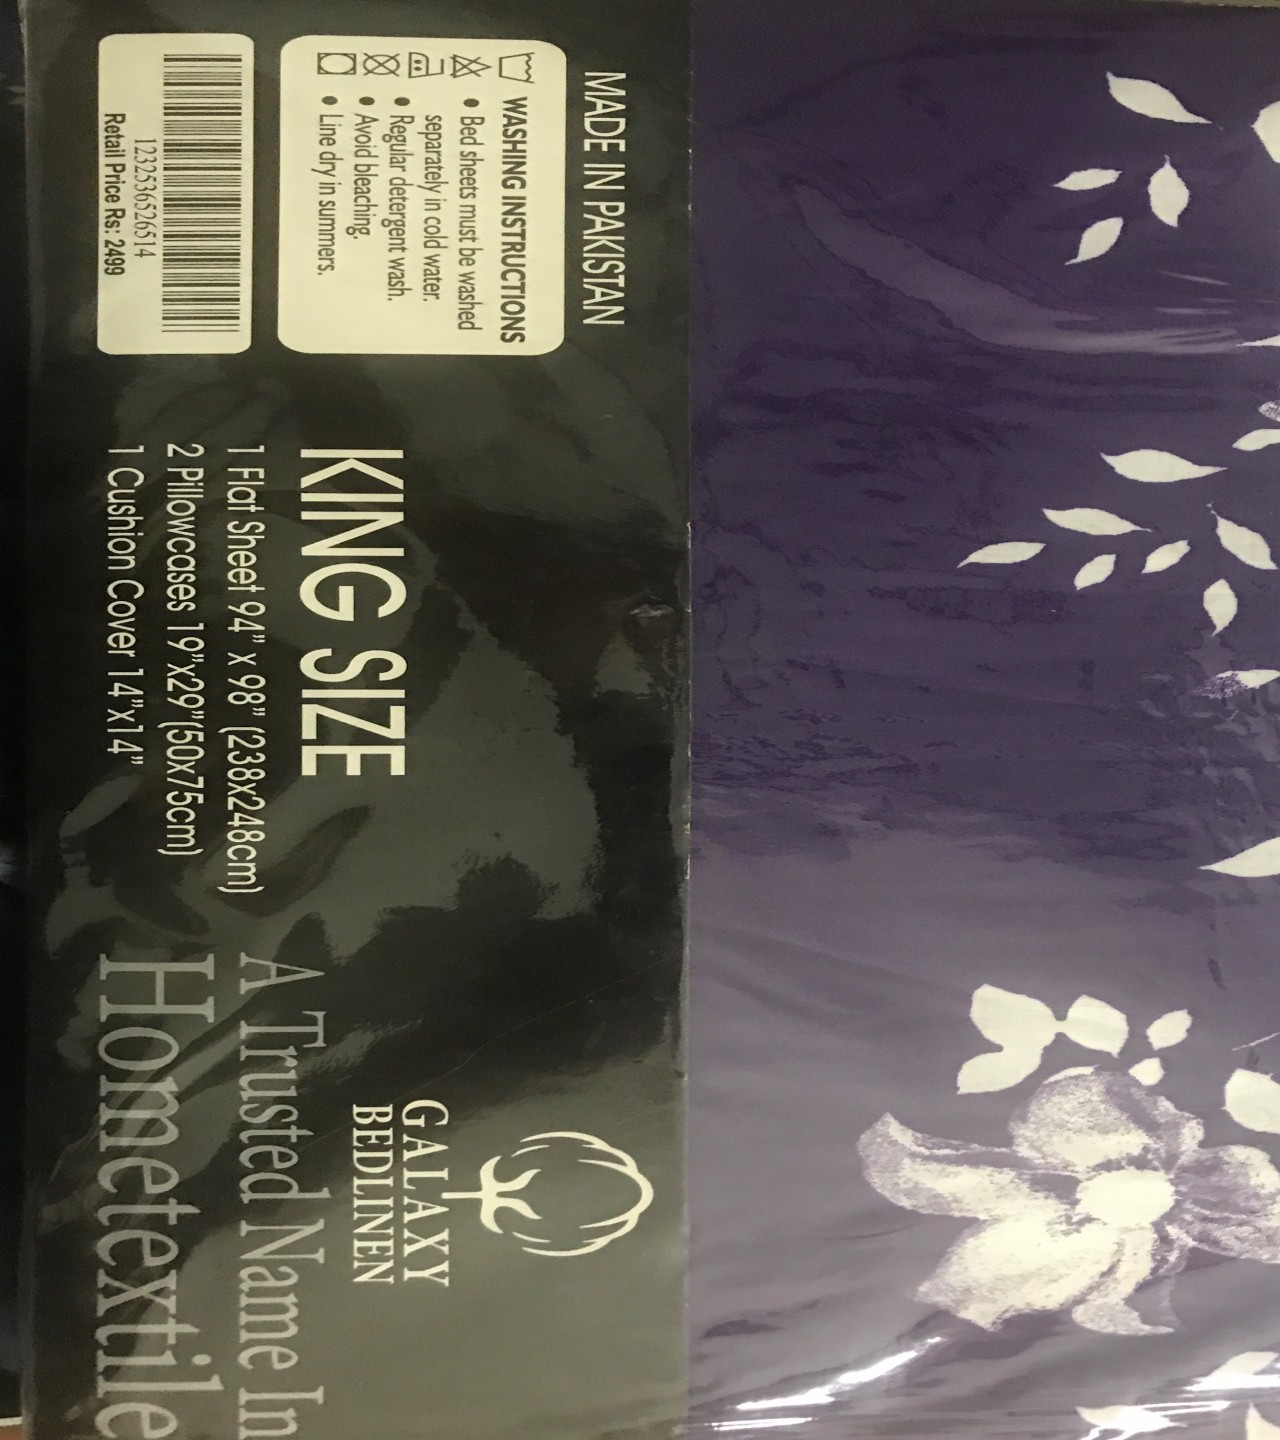 MADE IN PAKISTAN
WASHING INSTRUCTIONS
• Bed sheets must be washed
separately in cold water.
• Regular detergent wash.
• Avoid bleaching.
• Line dry in summers.
1232536526514
Retail Price Rs: 2499
KING SIZE
1 Flat Sheet 94” x 98” (238x248cm)
2 Pillowcases 19”x29”(50x75cm)
1 Cushion Cover 14”x14”
GALAXY
BEDLINEN
A Trusted Name In
Hometextile